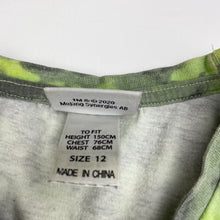 TM & © 2020
Mojang Synergies AB
TO FIT
HEIGHT 150CM
CHEST 76CM
WAIST 68CM
SIZE 12
MADE IN CHINA